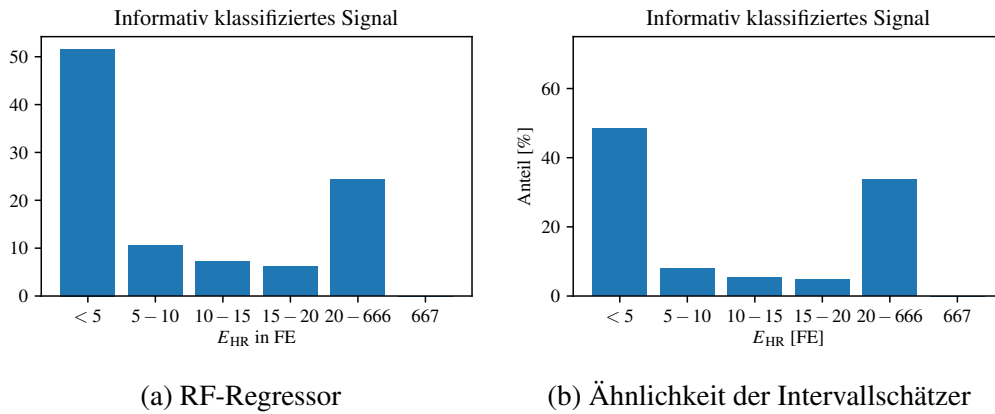 Informativ klassifiziertes Signal
50
40
30
20
10
0
< 5
5 − 10
10 − 15
15 − 20
20 − 666
667
E_HR in FE
(a) RF-Regressor
Informativ klassifiziertes Signal
Anteil [%]
60
40
20
0
< 5
5 − 10
10 − 15
15 − 20
20 − 666
667
E_HR [FE]
(b) Ähnlichkeit der Intervallschätzer